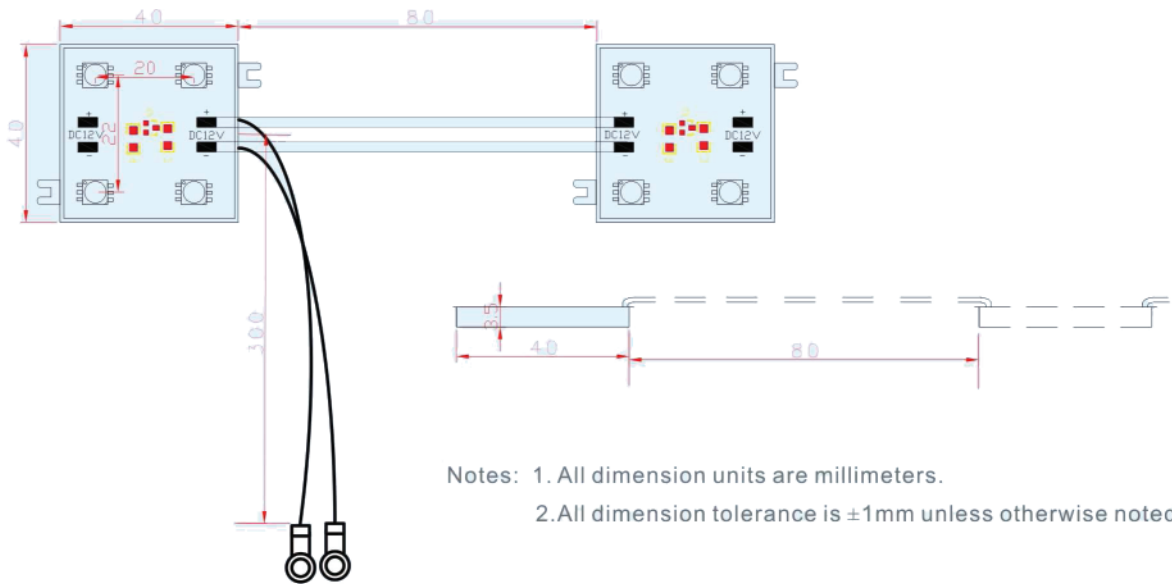 40
80
20
40
22
+
DC12V
-
+
DC12V
-
+
DC12V
-
+
DC12V
-
300
3.5
40
80
Notes: 1. All dimension units are millimeters.
2.All dimension tolerance is ±1mm unless otherwise noted